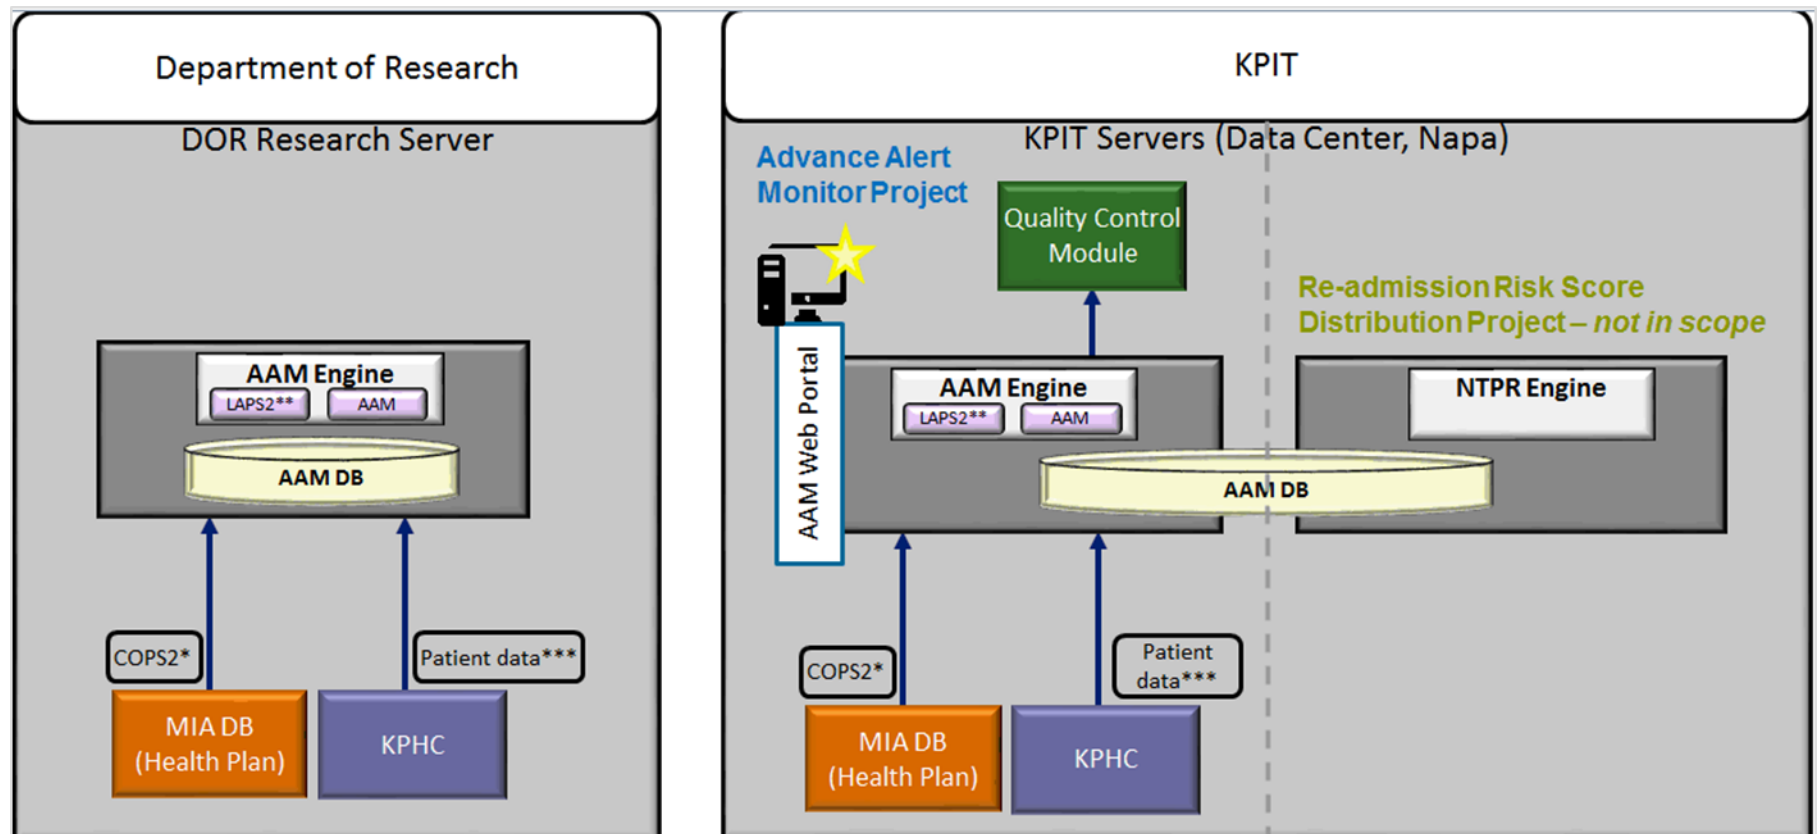 Department of Research
DOR Research Server
AAM Engine
LAPS2**
AAM
AAM DB
COPS2*
Patient data***
MIA DB
(Health Plan)
KPHC
KPIT
KPIT Servers (Data Center, Napa)
Advance Alert
Monitor Project
Quality Control
Module
Re-admission Risk Score
Distribution Project – not in scope
AAM Web Portal
AAM Engine
LAPS2**
AAM
NTPR Engine
AAM DB
COPS2*
Patient
data***
MIA DB
(Health Plan)
KPHC